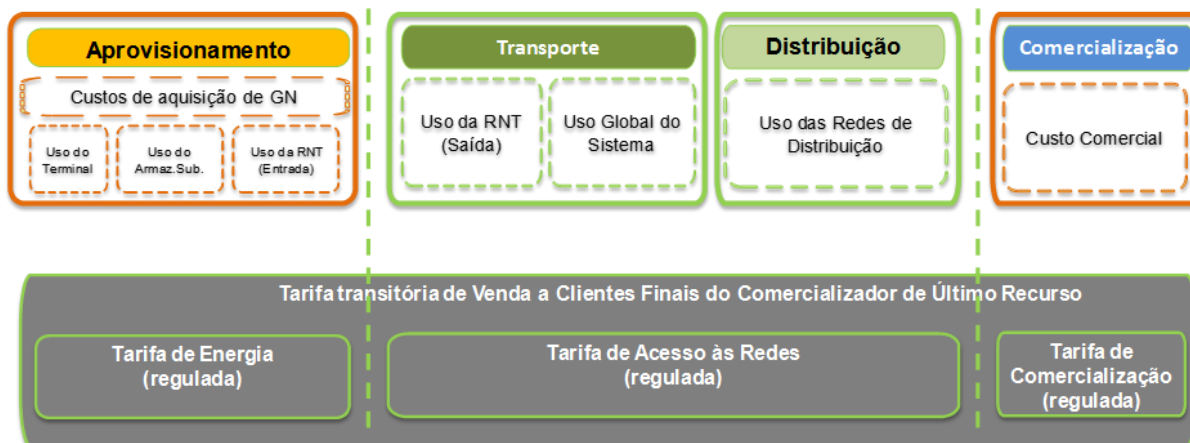 Aprovisionamento
Custos de aquisição de GN
Uso do
Terminal
Uso do
Armaz.Sub.
Uso da RNT
(Entrada)
Transporte
Uso da RNT
(Saída)
Uso Global do
Sistema
Distribuição
Uso das Redes de
Distribuição
Comercialização
Custo Comercial
Tarifa transitória de Venda a Clientes Finais do Comercializador de Último Recurso
Tarifa de Energia
(regulada)
Tarifa de Acesso às Redes
(regulada)
Tarifa de
Comercialização
(regulada)